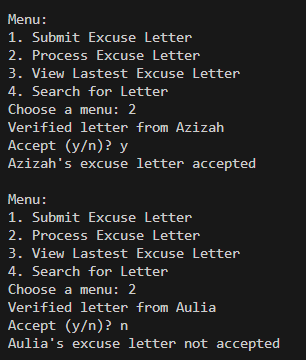 Menu:
1. Submit Excuse Letter
2. Process Excuse Letter
3. View Lastest Excuse Letter
4. Search for Letter
Choose a menu: 2
Verified letter from Azizah
Accept (y/n)? y
Azizah's excuse letter accepted

Menu:
1. Submit Excuse Letter
2. Process Excuse Letter
3. View Lastest Excuse Letter
4. Search for Letter
Choose a menu: 2
Verified letter from Aulia
Accept (y/n)? n
Aulia's excuse letter not accepted